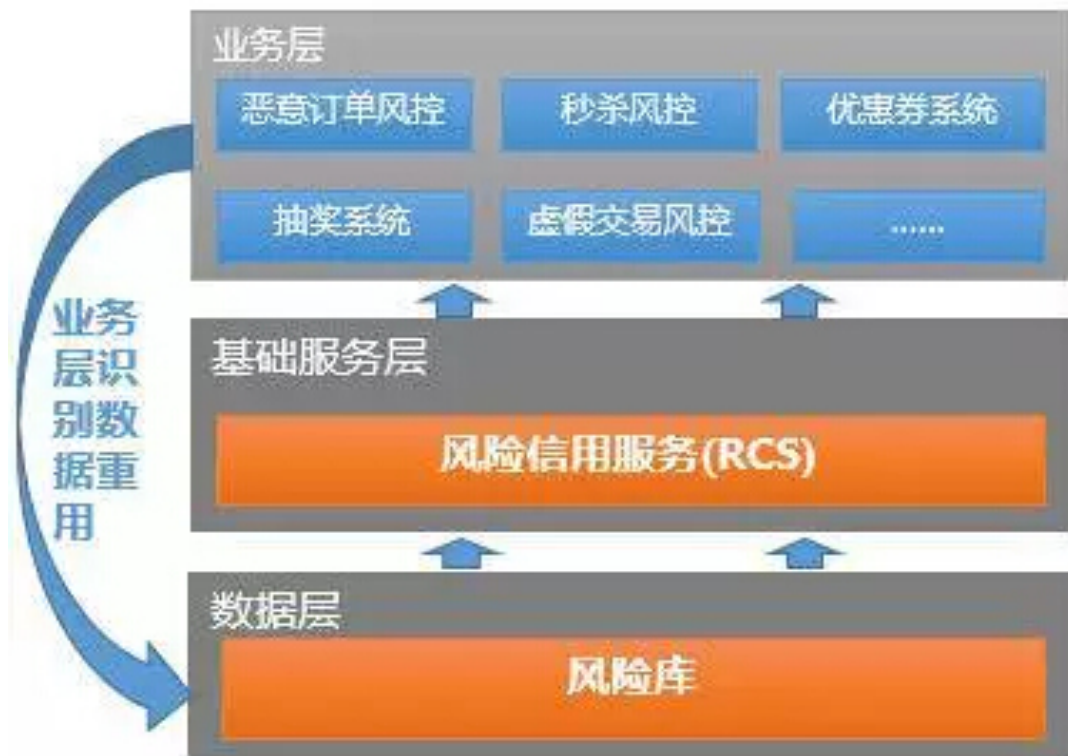 业务层
恶意订单风控
秒杀风控
优惠券系统
抽奖系统
虚假交易风控
......
业务
层识
别数
据重
用
基础服务层
风险信用服务(RCS)
数据层
风险库